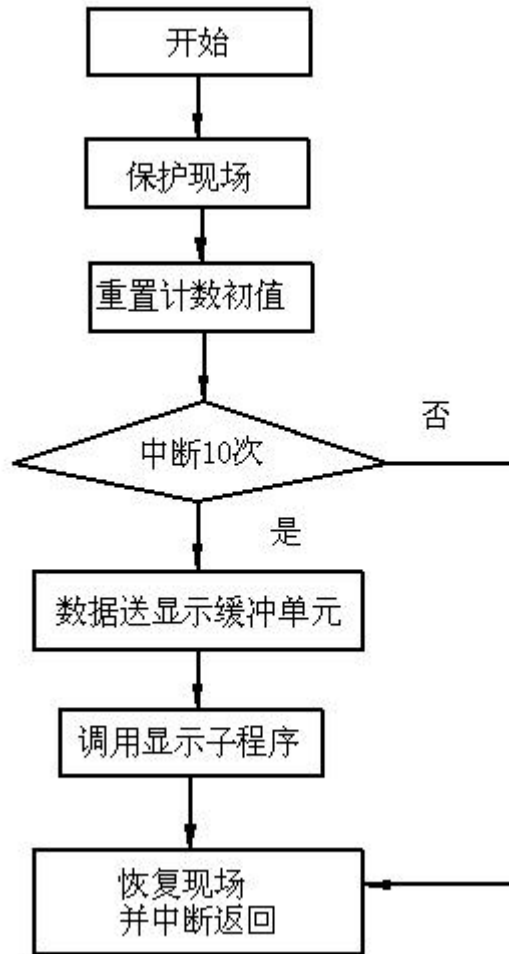 开始
保护现场
重置计数初值
中断10次
否
是
数据送显示缓冲单元
调用显示子程序
恢复现场
并中断返回